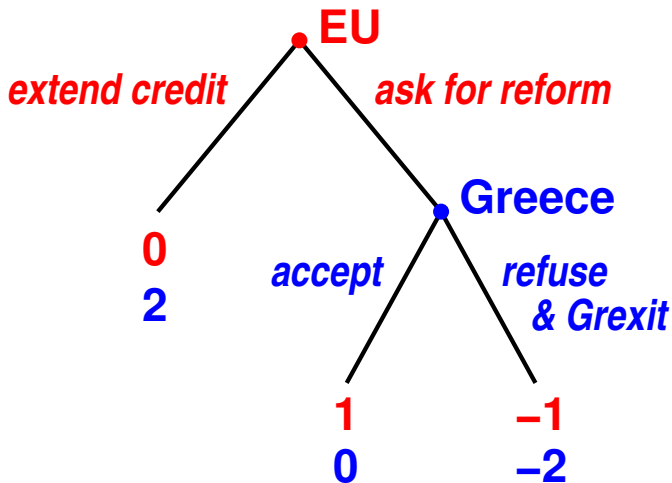 EU
extend credit
ask for reform
Greece
0
2
accept
refuse
& Grexit
1
0
−1
−2